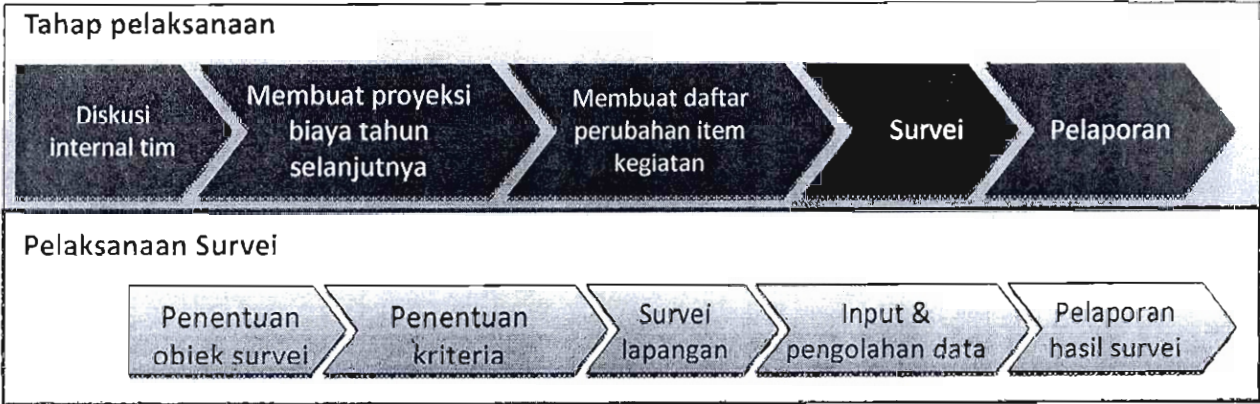 Tahap pelaksanaan
Diskusi
internal tim
Membuat proyeksi
biaya tahun
selanjutnya
Membuat daftar
perubahan item
kegiatan
Survei
Pelaporan
Pelaksanaan Survei
Penentuan
obiek survei
Penentuan
kriteria
Survei
lapangan
Input &
pengolahan data
Pelaporan
hasil survei